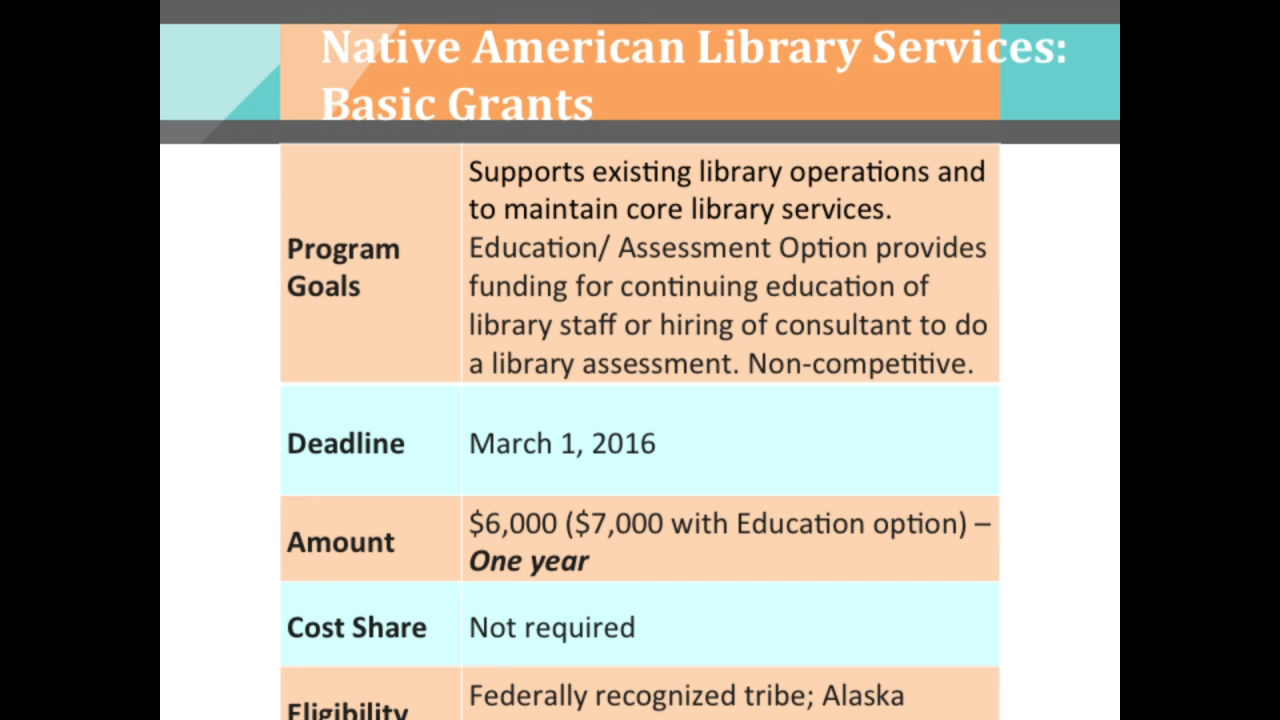 Native American Library Services:
Basic Grants
Program
Goals
Supports existing library operations and
to maintain core library services.
Education/ Assessment Option provides
funding for continuing education of
library staff or hiring of consultant to do
a library assessment. Non-competitive.
Deadline
March 1, 2016
Amount
$6,000 ($7,000 with Education option) –
One year
Cost Share
Not required
Eligibility
Federally recognized tribe; Alaska